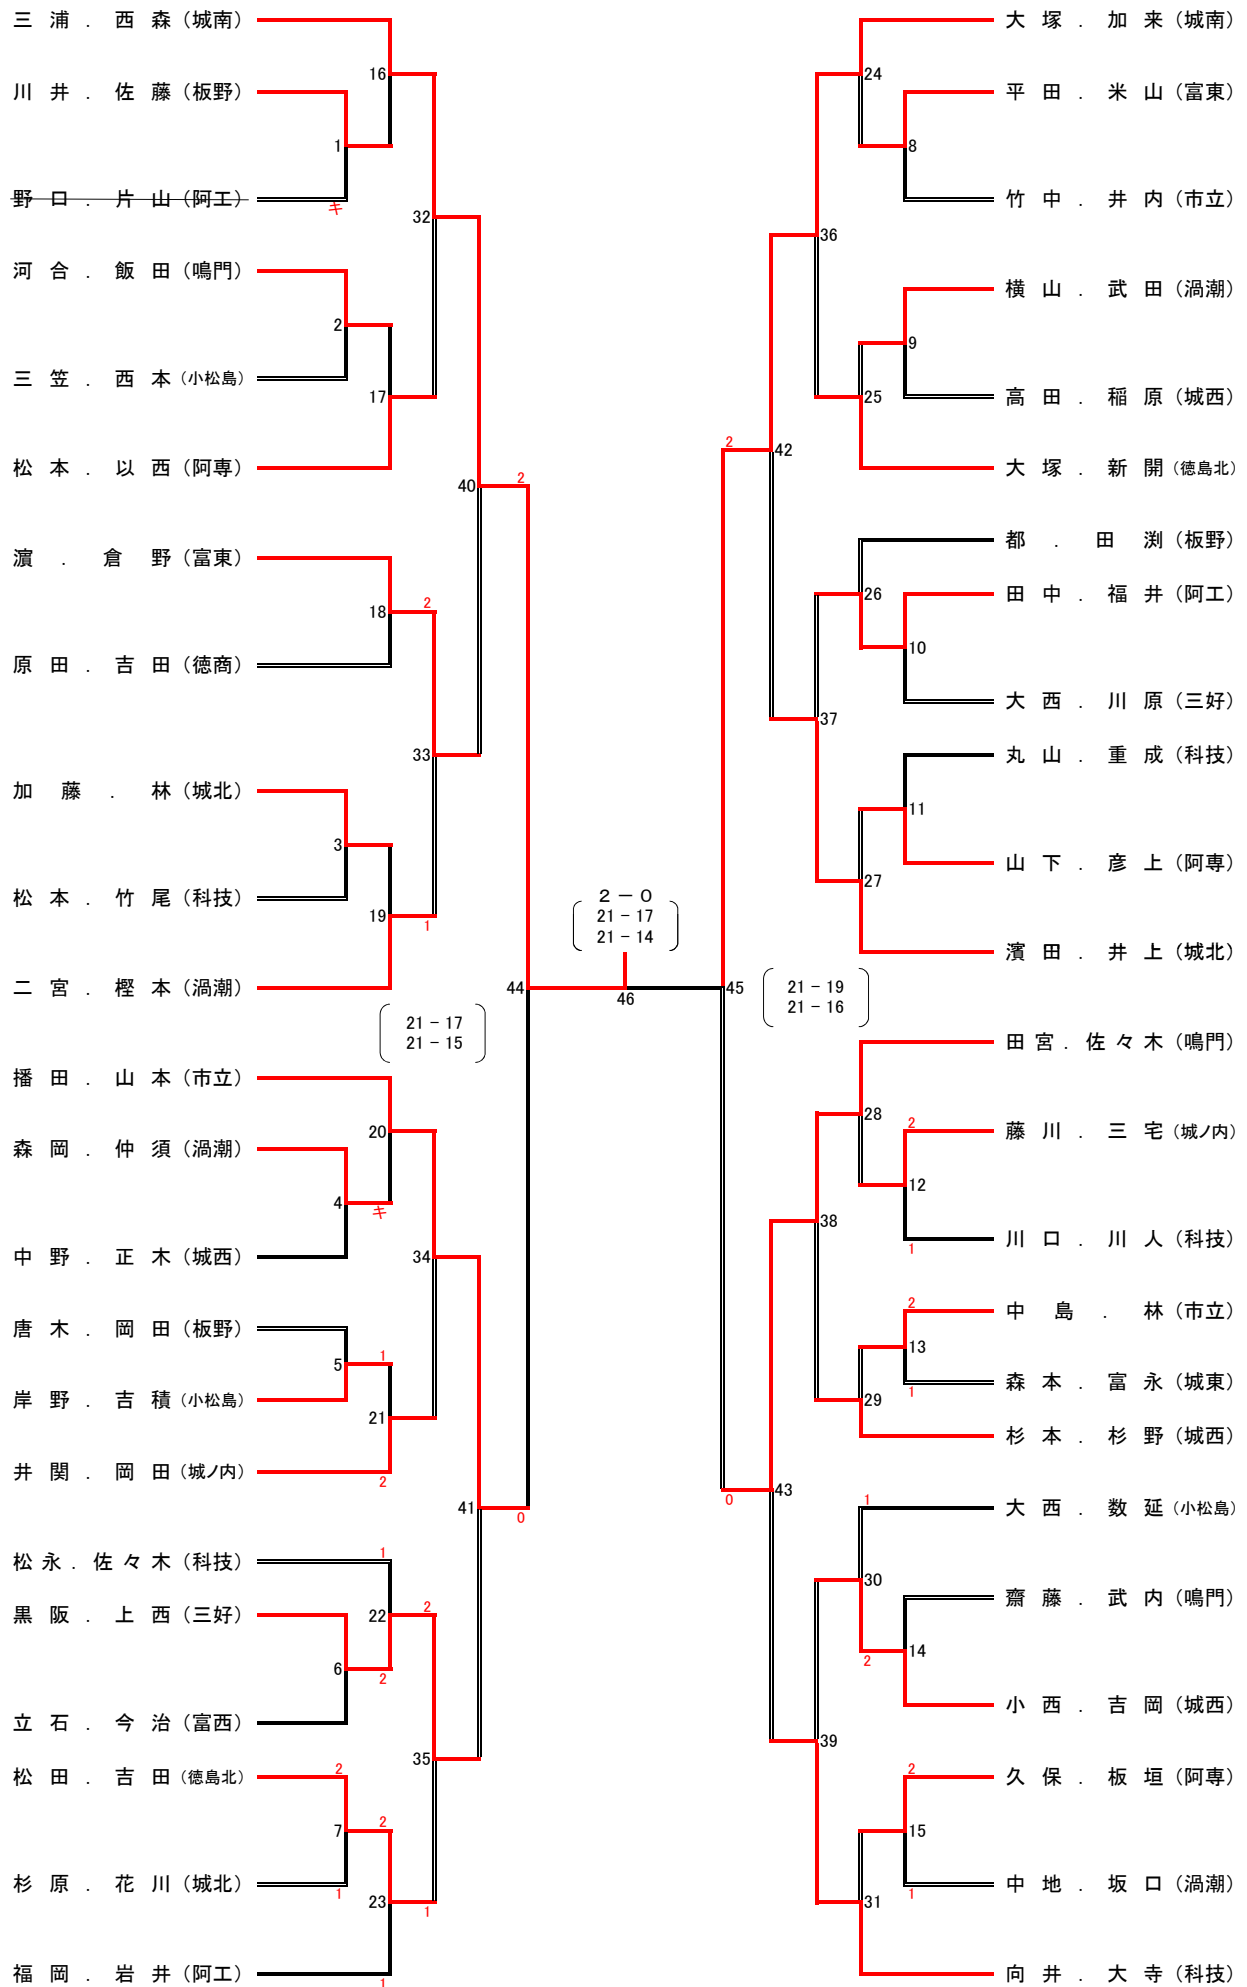 三浦．西森（城南）
16
川井．佐藤（板野）
1
野口．片山（阿工）
キ
32
河合．飯田（鳴門）
2
三笠．西本（小松島）
17
松本．以西（阿専）
40
2
濵．倉野（富東）
2
18
原田．吉田（徳商）
33
加藤．林（城北）
3
松本．竹尾（科技）
19
1
二宮．樫本（渦潮）
44
21－17
21－15
播田．山本（市立）
20
森岡．仲須（渦潮）
4
キ
中野．正木（城西）
34
唐木．岡田（板野）
1
5
岸野．吉積（小松島）
21
井関．岡田（城ノ内）
2
41
0
松永．佐々木（科技）
1
黒阪．上西（三好）
22
2
6
2
立石．今治（富西）
35
松田．吉田（徳島北）
2
2
7
杉原．花川（城北）
1
23
1
福岡．岩井（阿工）
1
2－0
21－17
21－14
46
大塚．加来（城南）
24
平田．米山（富東）
8
竹中．井内（市立）
36
横山．武田（渦潮）
9
高田．稲原（城西）
25
大塚．新開（徳島北）
2
42
都．田渕（板野）
26
田中．福井（阿工）
10
大西．川原（三好）
37
丸山．重成（科技）
11
山下．彦上（阿専）
27
濱田．井上（城北）
45
21－19
21－16
田宮．佐々木（鳴門）
28
藤川．三宅（城ノ内）
2
12
川口．川人（科技）
1
38
中島．林（市立）
2
13
森本．富永（城東）
1
29
杉本．杉野（城西）
43
0
大西．数延（小松島）
1
30
齋藤．武内（鳴門）
14
2
小西．吉岡（城西）
39
久保．板垣（阿専）
2
15
中地．坂口（渦潮）
1
31
向井．大寺（科技）